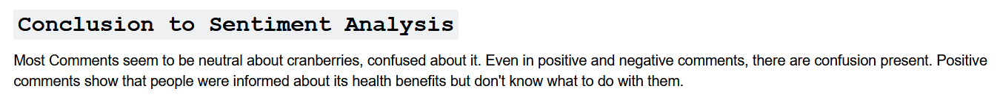 Conclusion to Sentiment Analysis
Most Comments seem to be neutral about cranberries, confused about it. Even in positive and negative comments, there are confusion present. Positive
comments show that people were informed about its health benefits but don't know what to do with them.